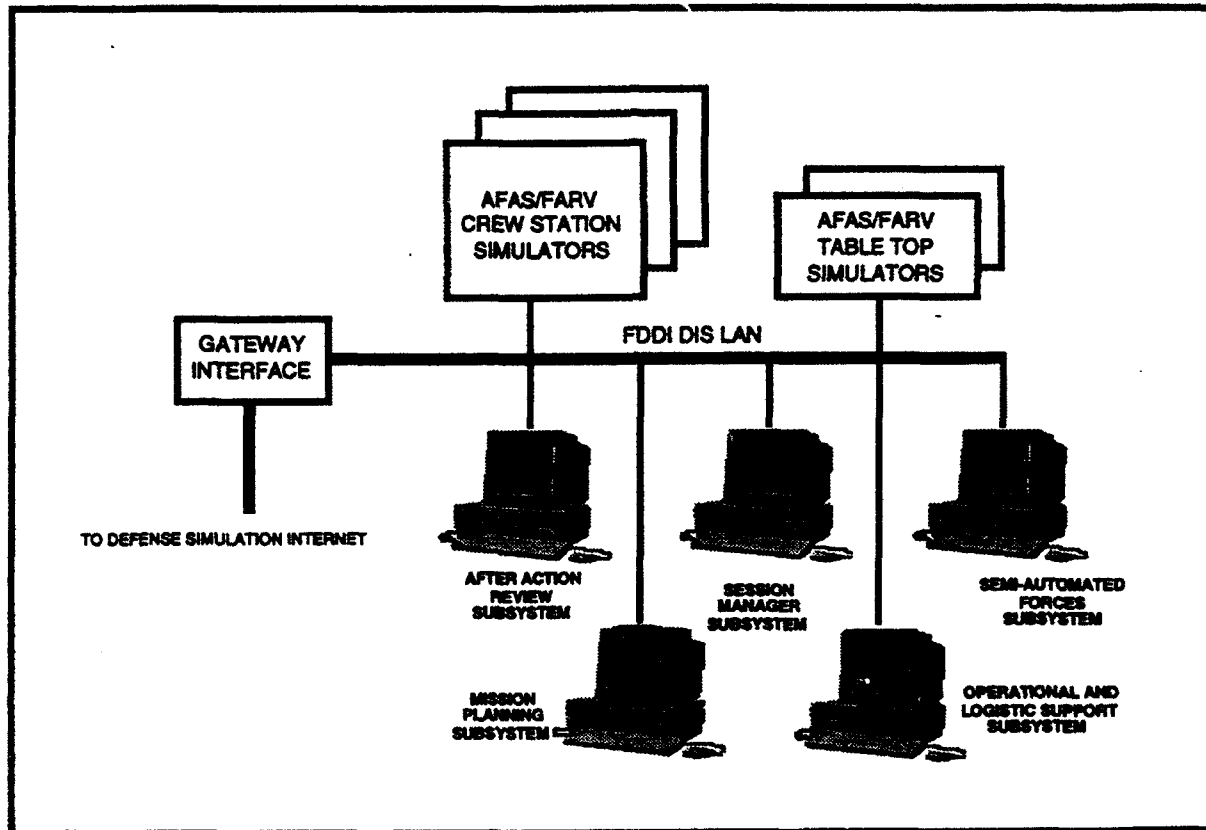 AFAS/FARV
CREW STATION
SIMULATORS
AFAS/FARV
TABLE TOP
SIMULATORS
GATEWAY
INTERFACE
FDDI DIS LAN
TO DEFENSE SIMULATION INTERNET
AFTER ACTION
REVIEW
SUBSYSTEM
SESSION
MANAGER
SUBSYSTEM
SEMI-AUTOMATED
FORCES
SUBSYSTEM
MISSION
PLANNING
SUBSYSTEM
OPERATIONAL AND
LOGISTIC SUPPORT
SUBSYSTEM